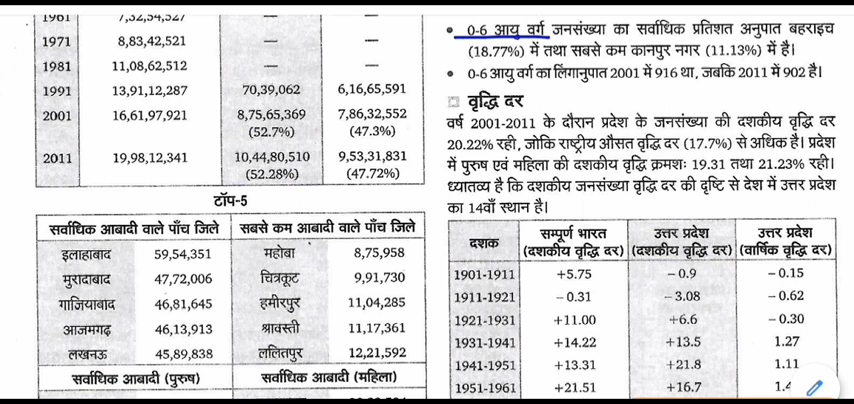 1961 7,32,54,527 — —
1971 8,83,42,521 — —
1981 11,08,62,512 — —
1991 13,91,12,287 70,39,062 6,16,65,591
2001 16,61,97,921 8,75,65,369 7,86,32,552
(52.7%) (47.3%)
2011 19,98,12,341 10,44,80,510 9,53,31,831
(52.28%) (47.72%)
टॉप-5
सर्वाधिक आबादी वाले पाँच जिले सबसे कम आबादी वाले पाँच जिले
इलाहाबाद 59,54,351 महोबा 8,75,958
मुरादाबाद 47,72,006 चित्रकूट 9,91,730
गाजियाबाद 46,81,645 हमीरपुर 11,04,285
आजमगढ़ 46,13,913 श्रावस्ती 11,17,361
लखनऊ 45,89,838 ललितपुर 12,21,592
सर्वाधिक आबादी (पुरुष) सर्वाधिक आबादी (महिला)
• 0-6 आयु वर्ग जनसंख्या का सर्वाधिक प्रतिशत अनुपात बहराइच
(18.77%) में तथा सबसे कम कानपुर नगर (11.13%) में है।
• 0-6 आयु वर्ग का लिंगानुपात 2001 में 916 था, जबकि 2011 में 902 है।
वृद्धि दर
वर्ष 2001-2011 के दौरान प्रदेश के जनसंख्या की दशकीय वृद्धि दर
20.22% रही, जोकि राष्ट्रीय औसत वृद्धि दर (17.7%) से अधिक है। प्रदेश
में पुरुष एवं महिला की दशकीय वृद्धि क्रमशः 19.31 तथा 21.23% रही।
ध्यातव्य है कि दशकीय जनसंख्या वृद्धि दर की दृष्टि से देश में उत्तर प्रदेश
का 14वाँ स्थान है।
दशक सम्पूर्ण भारत उत्तर प्रदेश उत्तर प्रदेश
(दशकीय वृद्धि दर) (दशकीय वृद्धि दर) (वार्षिक वृद्धि दर)
1901-1911 +5.75 – 0.9 – 0.15
1911-1921 – 0.31 – 3.08 – 0.62
1921-1931 +11.00 +6.6 – 0.30
1931-1941 +14.22 +13.5 1.27
1941-1951 +13.31 +21.8 1.11
1951-1961 +21.51 +16.7